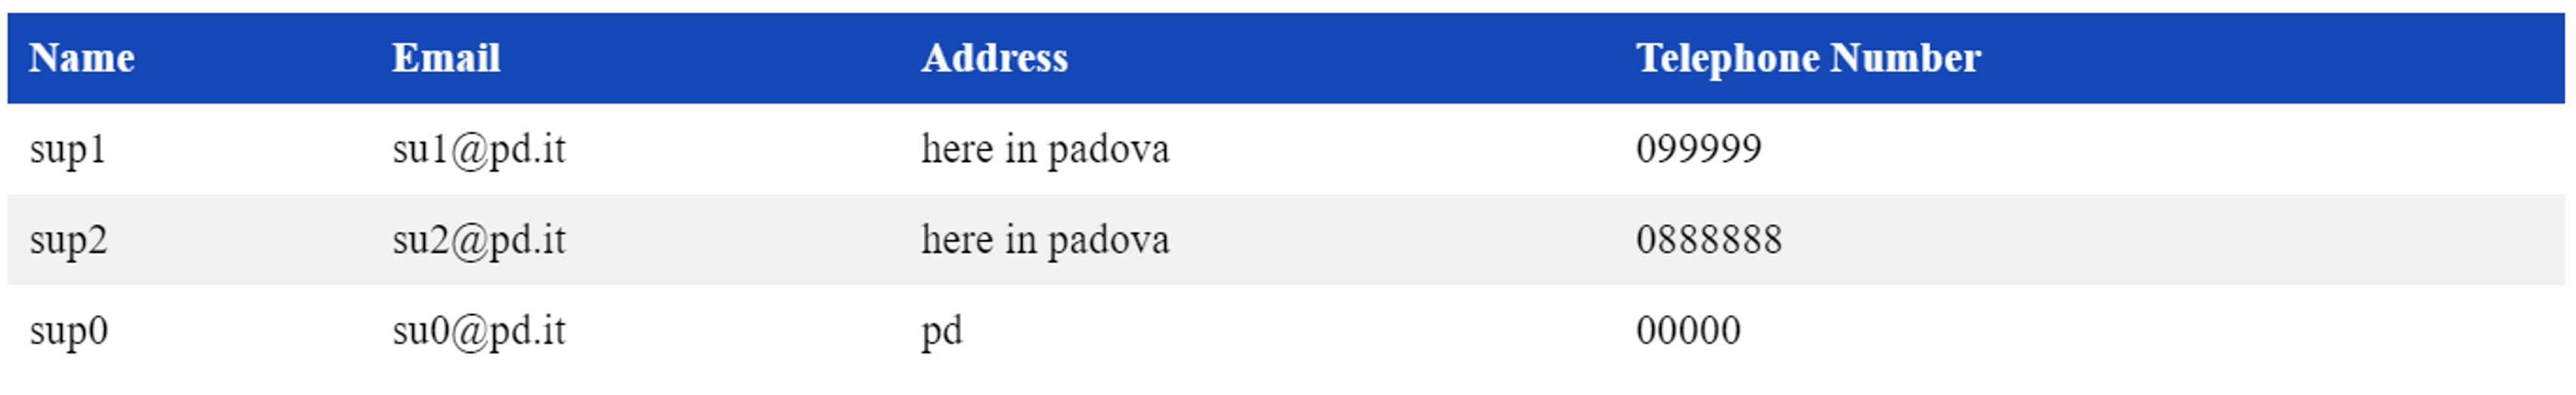 Name Email Address Telephone Number
sup1 su1@pd.it here in padova 099999
sup2 su2@pd.it here in padova 0888888
sup0 su0@pd.it pd 00000